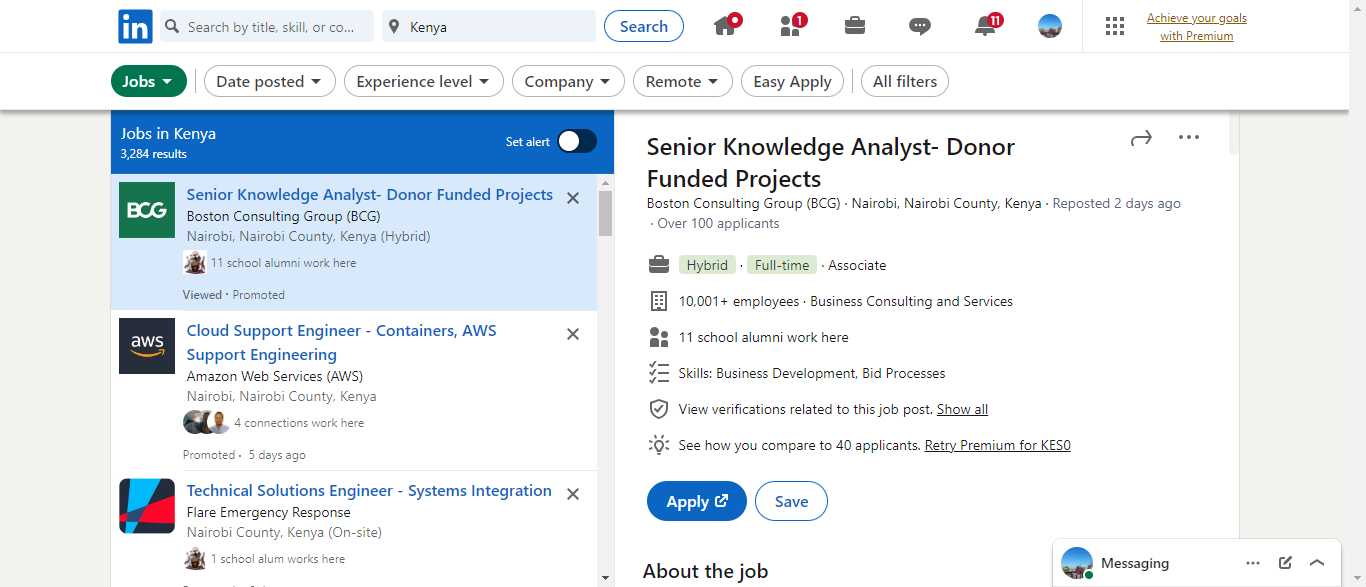 in
Search by title, skill, or co...
Kenya
Search
1
11
Achieve your goals
with Premium
Jobs
Date posted
Experience level
Company
Remote
Easy Apply
All filters
Jobs in Kenya
3,284 results
Set alert
BCG
Senior Knowledge Analyst- Donor Funded Projects
Boston Consulting Group (BCG)
Nairobi, Nairobi County, Kenya (Hybrid)
11 school alumni work here
Viewed · Promoted
aws
Cloud Support Engineer - Containers, AWS
Support Engineering
Amazon Web Services (AWS)
Nairobi, Nairobi County, Kenya
4 connections work here
Promoted · 5 days ago
Technical Solutions Engineer - Systems Integration
Flare Emergency Response
Nairobi County, Kenya (On-site)
1 school alum works here
Senior Knowledge Analyst- Donor
Funded Projects
Boston Consulting Group (BCG) · Nairobi, Nairobi County, Kenya · Reposted 2 days ago
· Over 100 applicants
Hybrid · Full-time · Associate
10,001+ employees · Business Consulting and Services
11 school alumni work here
Skills: Business Development, Bid Processes
View verifications related to this job post. Show all
See how you compare to 40 applicants. Retry Premium for KES0
Apply
Save
About the job
Messaging